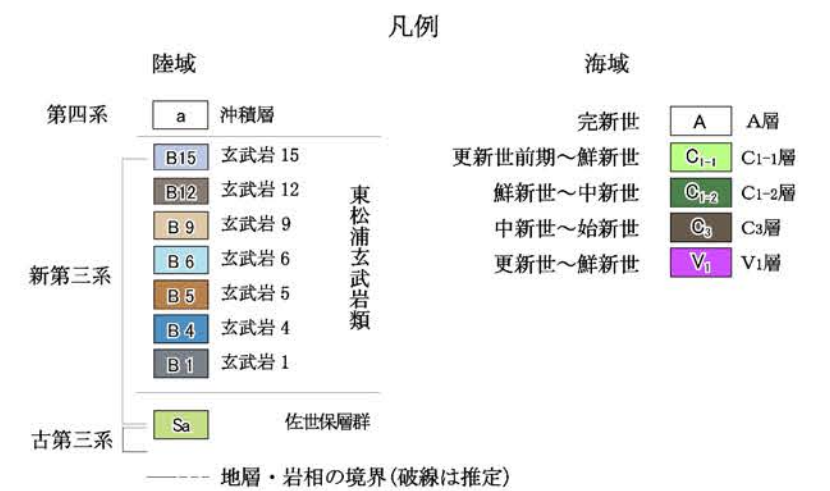 凡例
陸域
第四系
a 沖積層
新第三系
B15 玄武岩 15
B12 玄武岩 12
B 9 玄武岩 9
B 6 玄武岩 6
B 5 玄武岩 5
B 4 玄武岩 4
B 1 玄武岩 1
東松浦玄武岩類
古第三系
Sa 佐世保層群
地層・岩相の境界(破線は推定)
海域
完新世 A A層
更新世前期～鮮新世 C1-1 C1-1層
鮮新世～中新世 C1-2 C1-2層
中新世～始新世 C3 C3層
更新世～鮮新世 V1 V1層